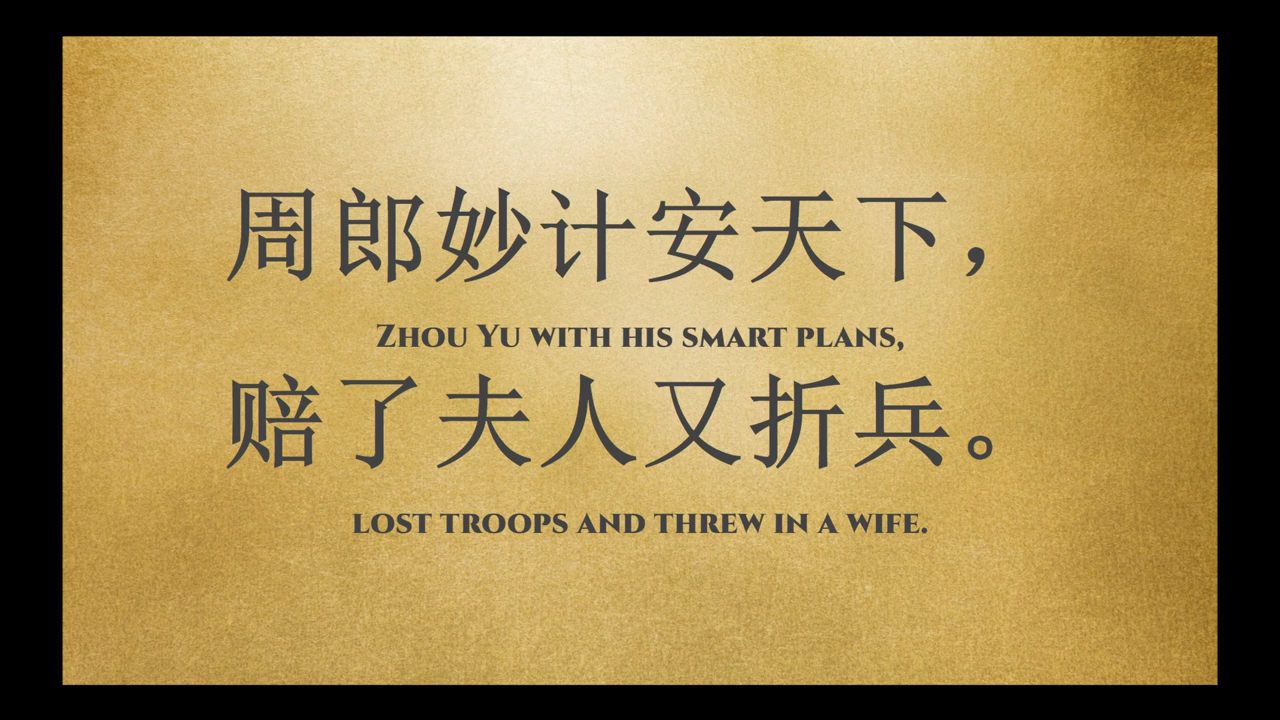 周郎妙计安天下，
Zhou Yu with his smart plans,
赔了夫人又折兵。
lost troops and threw in a wife.